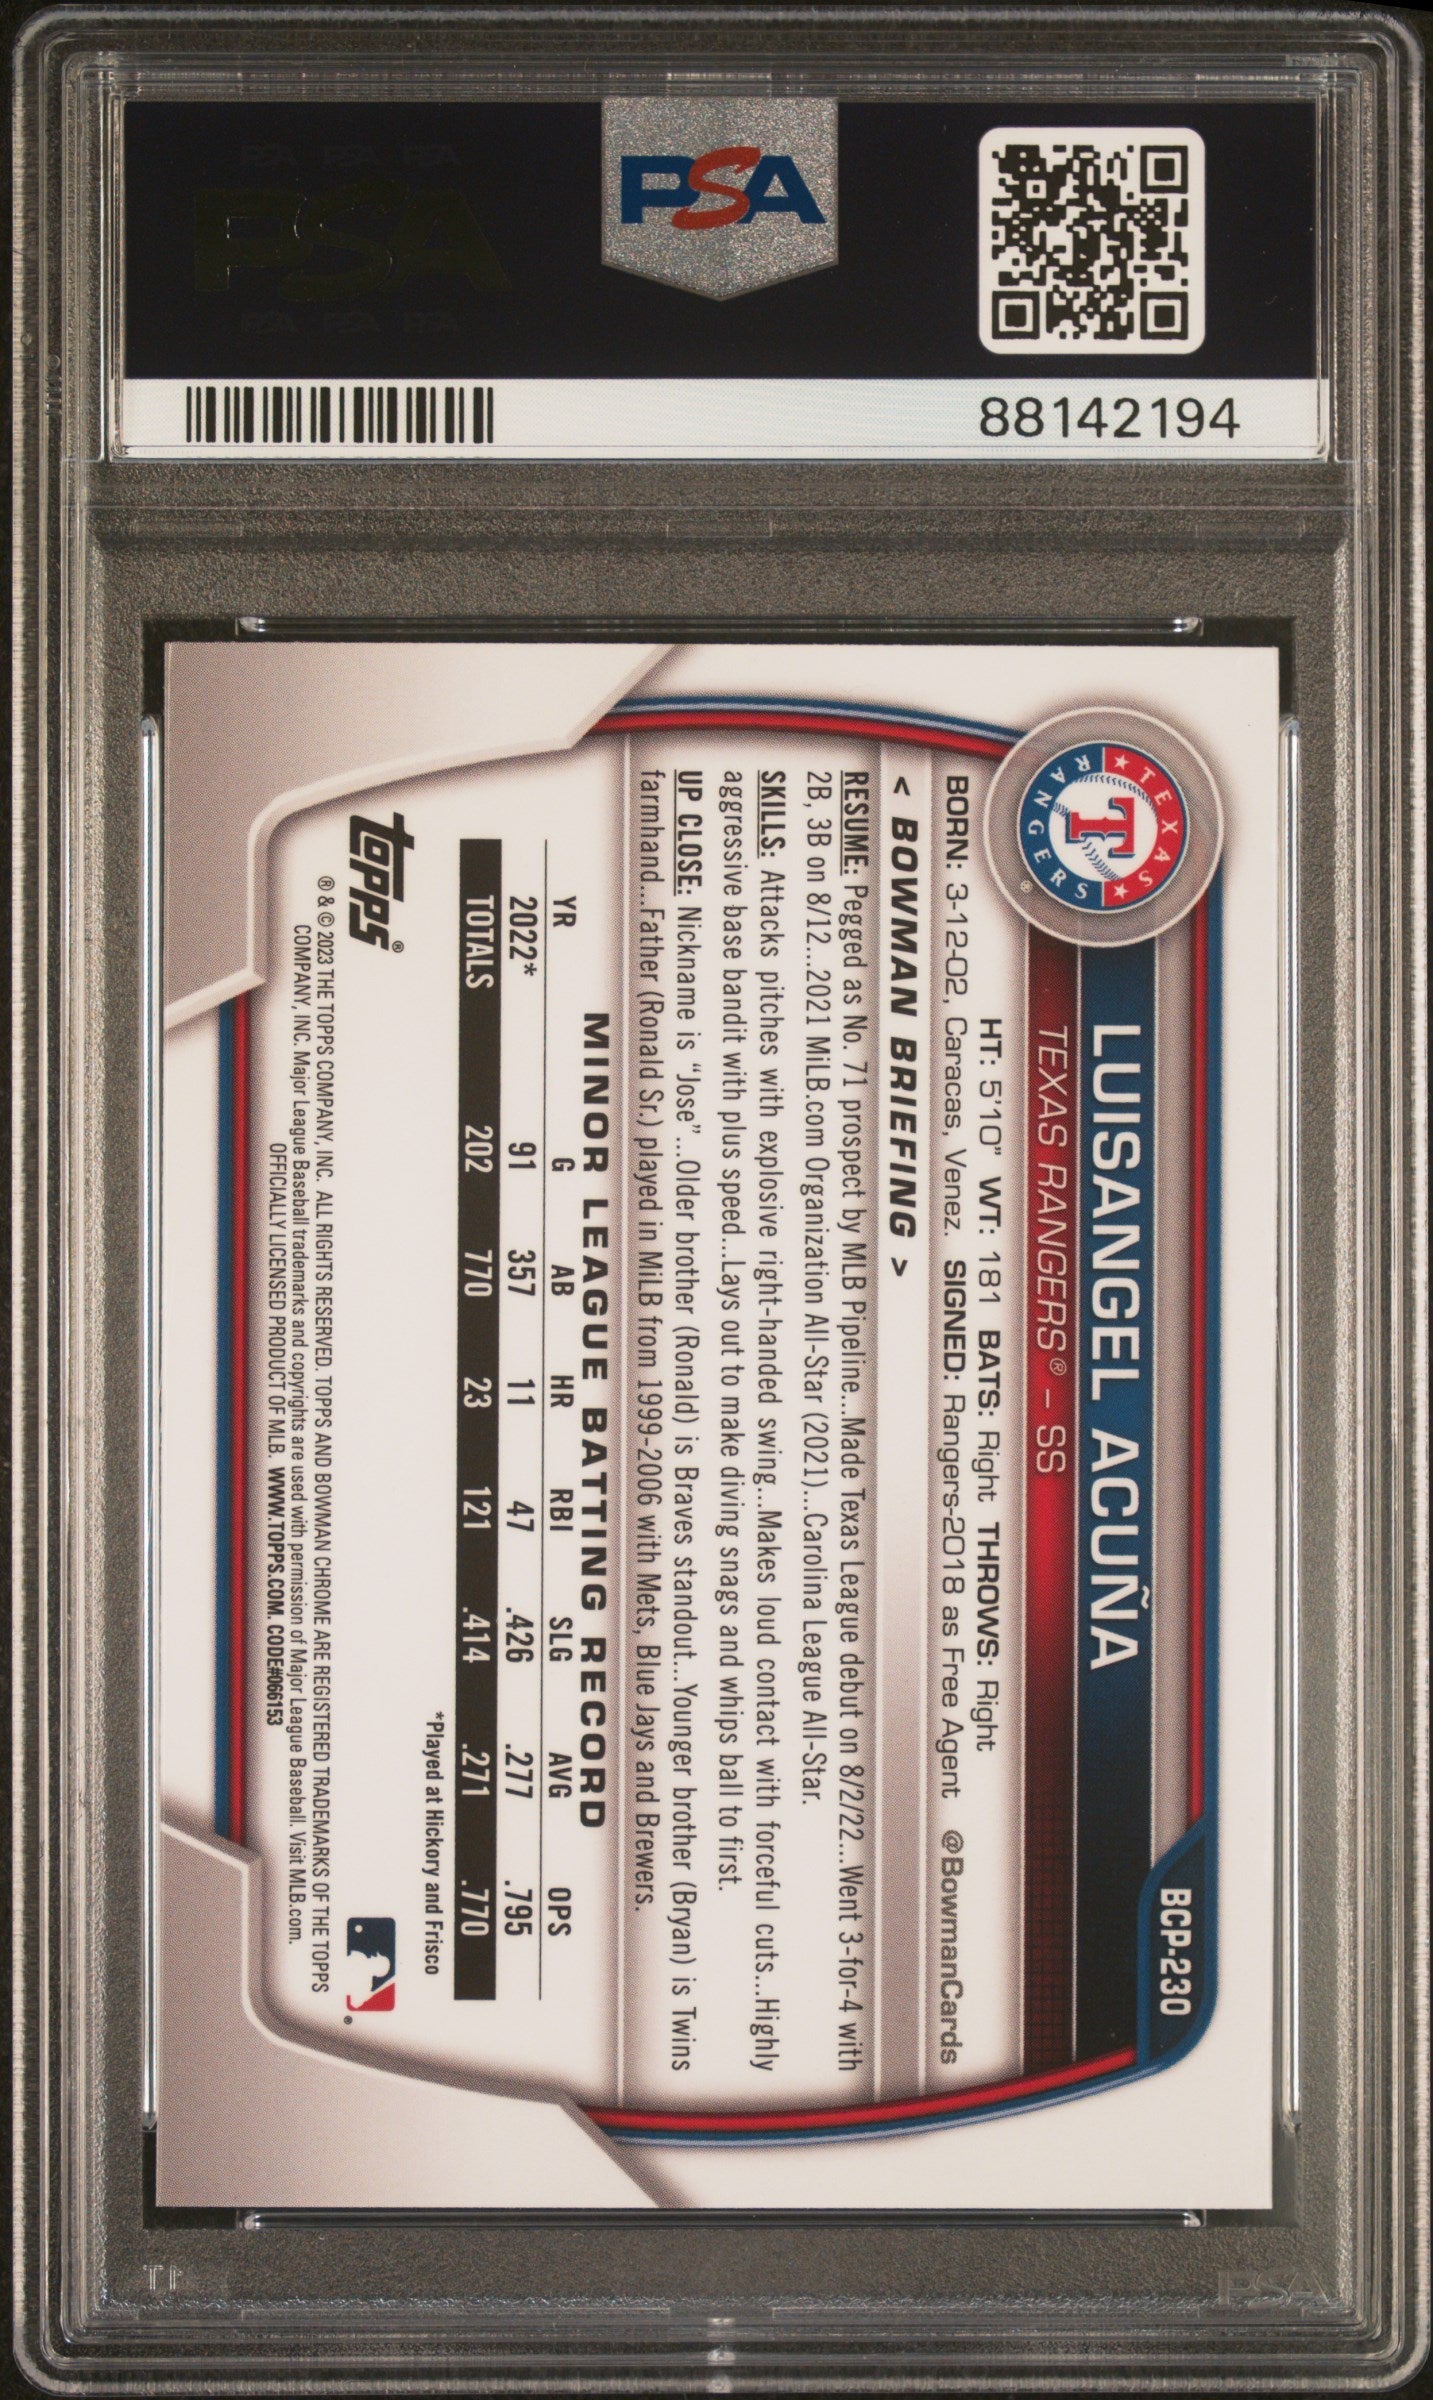 PSA
PSA PSA PSA
PSA
PSA PSA PSA
88142194
BCP-230
TEXAS RANGERS
T
®
LUISANGEL ACUÑA
TEXAS RANGERS® – SS
HT: 5'10" WT: 181 BATS: Right THROWS: Right
BORN: 3-12-02, Caracas, Venez. SIGNED: Rangers-2018 as Free Agent @BowmanCards
< BOWMAN BRIEFING >
RESUME: Pegged as No. 71 prospect by MLB Pipeline...Made Texas League debut on 8/2/22...Went 3-for-4 with
2B, 3B on 8/12...2021 MiLB.com Organization All-Star (2021)...Carolina League All-Star.
SKILLS: Attacks pitches with explosive right-handed swing...Makes loud contact with forceful cuts...Highly
aggressive base bandit with plus speed...Lays out to make diving snags and whips ball to first.
UP CLOSE: Nickname is "Jose"...Older brother (Ronald) is Braves standout...Younger brother (Bryan) is Twins
farmhand...Father (Ronald Sr.) played in MiLB from 1999-2006 with Mets, Blue Jays and Brewers.
MINOR LEAGUE BATTING RECORD
YR G AB HR RBI SLG AVG OPS
2022* 91 357 11 47 .426 .277 .795
TOTALS 202 770 23 121 .414 .271 .770
*Played at Hickory and Frisco
topps®
® & © 2023 THE TOPPS COMPANY, INC. ALL RIGHTS RESERVED. TOPPS AND BOWMAN CHROME ARE REGISTERED TRADEMARKS OF THE TOPPS
COMPANY, INC. Major League Baseball trademarks and copyrights are used with permission of Major League Baseball. Visit MLB.com.
OFFICIALLY LICENSED PRODUCT OF MLB. WWW.TOPPS.COM. CODE#066153
®
PSA